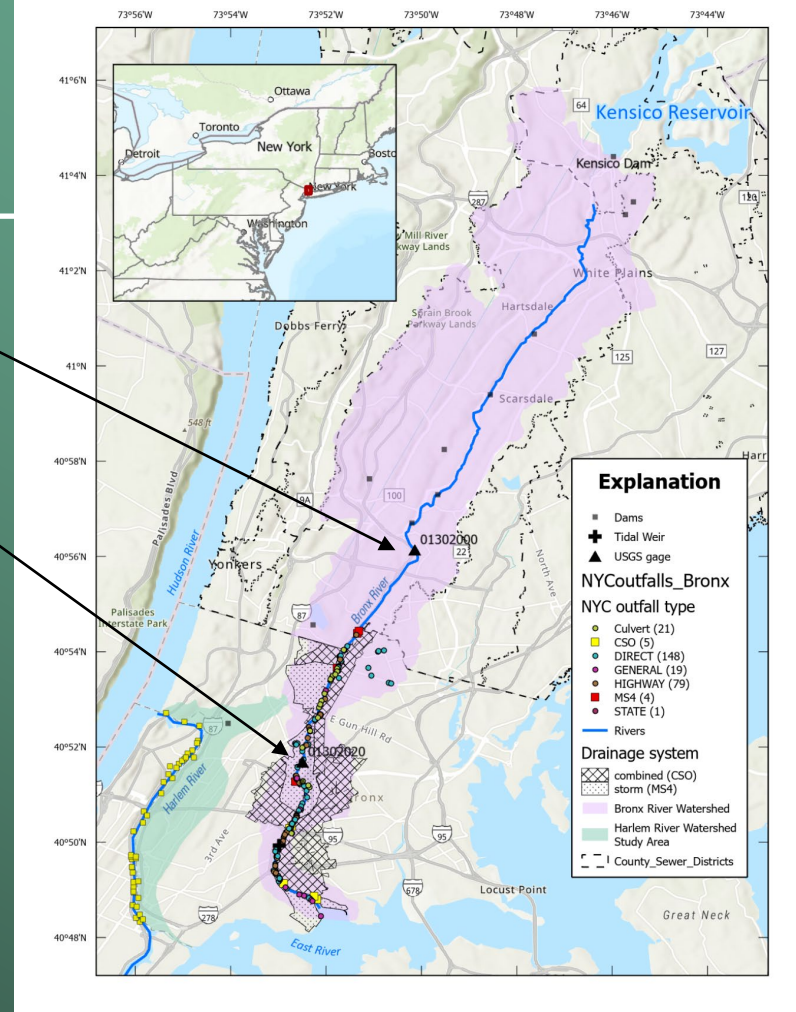 73°56'W 73°54'W 73°52'W 73°50'W 73°48'W 73°46'W 73°44'W
41°6'N
41°4'N
41°2'N
41°N
40°58'N
40°56'N
40°54'N
40°52'N
40°50'N
40°48'N
Ottawa
Toronto
New York
Detroit
Bosto
New York
Washington
64
Kensico Reservoir
Kensico Dam
287
Mill River
kway Lands
White Plains
Sprain Brook
Parkway Lands
Hartsdale
Dobbs Ferry
125
127
Scarsdale
548 ft
Palisades Blvd
Harr
9A
100
01302000
22
Hudson River
Yonkers
North Ave
Bronx River
Palisades
Interstate Park
87
E Gun Hill Rd
87
01302020
Harlem River
Bronx
3rd Ave
95
95
678
Locust Point
278
Great Neck
East River
Explanation
Dams
Tidal Weir
USGS gage
NYCoutfalls_Bronx
NYC outfall type
Culvert (21)
CSO (5)
DIRECT (148)
GENERAL (19)
HIGHWAY (79)
MS4 (4)
STATE (1)
Rivers
Drainage system
combined (CSO)
storm (MS4)
Bronx River Watershed
Harlem River Watershed
Study Area
County_Sewer_Districts